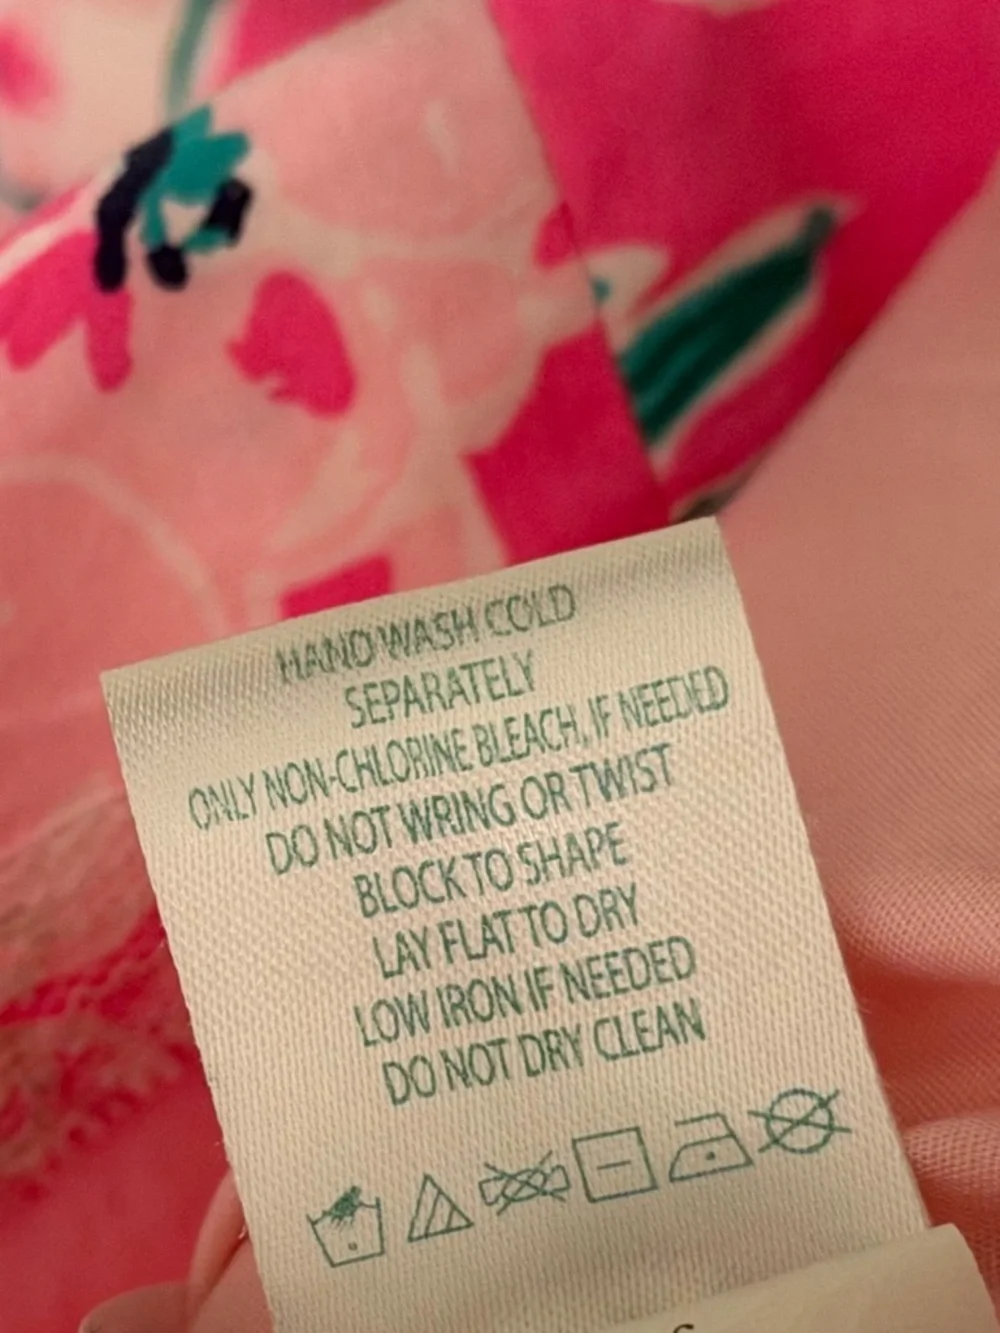 HAND WASH COLD
SEPARATELY
ONLY NON-CHLORINE BLEACH, IF NEEDED
DO NOT WRING OR TWIST
BLOCK TO SHAPE
LAY FLAT TO DRY
LOW IRON IF NEEDED
DO NOT DRY CLEAN